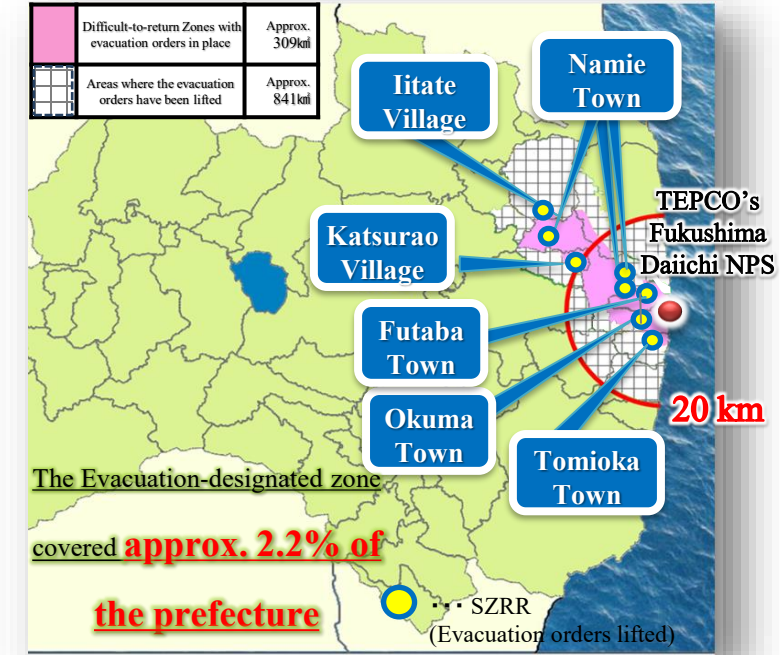 Difficult-to-return Zones with
evacuation orders in place
Approx.
309㎢
Areas where the evacuation
orders have been lifted
Approx.
841㎢
Iitate
Village
Namie
Town
TEPCO’s
Fukushima
Daiichi NPS
Katsurao
Village
Futaba
Town
Okuma
Town
20 km
Tomioka
Town
The Evacuation-designated zone
covered approx. 2.2% of
the prefecture
･･･ SZRR
(Evacuation orders lifted)